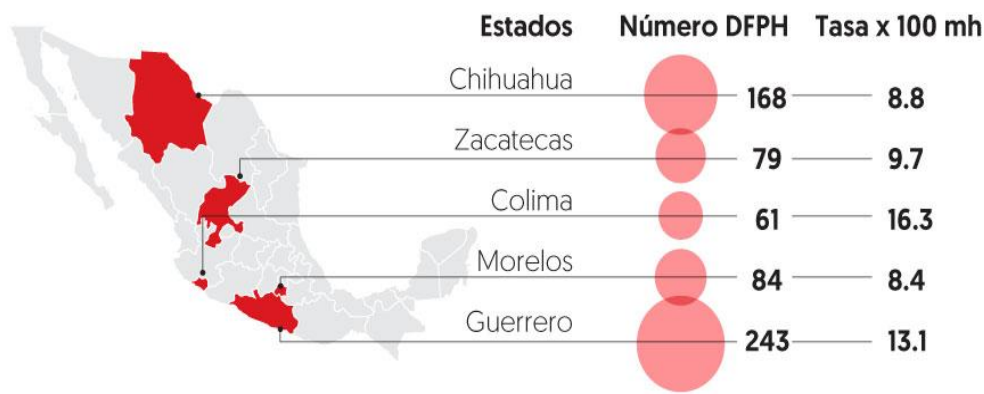 Estados Número DFPH Tasa x 100 mh
Chihuahua 168 8.8
Zacatecas 79 9.7
Colima 61 16.3
Morelos 84 8.4
Guerrero 243 13.1